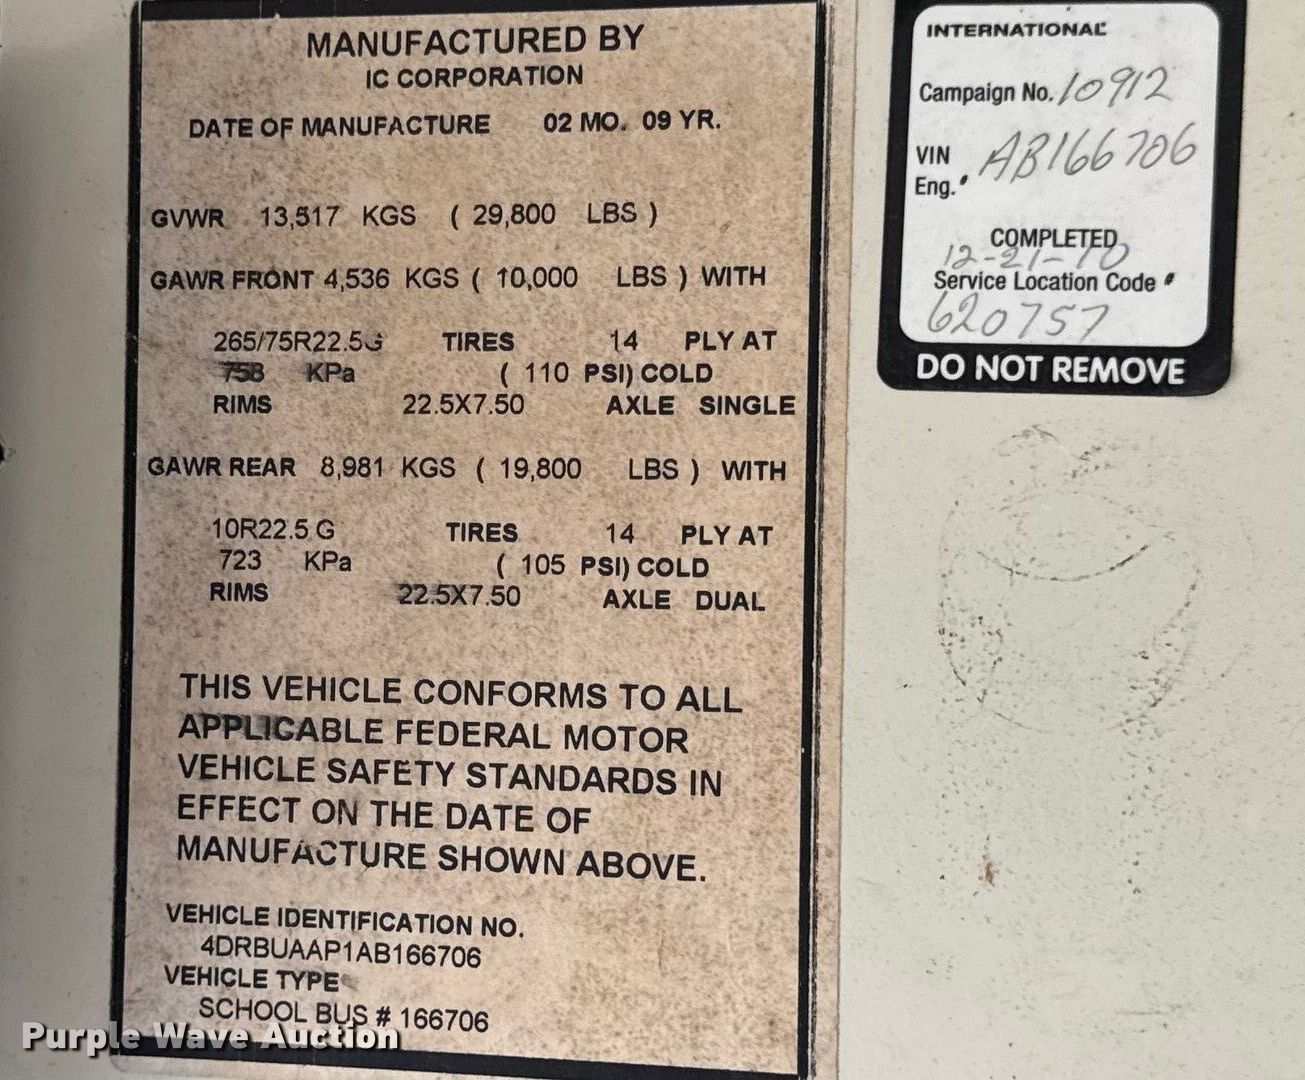 MANUFACTURED BY
IC CORPORATION
DATE OF MANUFACTURE 02 MO. 09 YR.
GVWR 13,517 KGS ( 29,800 LBS )
GAWR FRONT 4,536 KGS ( 10,000 LBS ) WITH
265/75R22.5G TIRES 14 PLY AT
758 KPa ( 110 PSI) COLD
RIMS 22.5X7.50 AXLE SINGLE
GAWR REAR 8,981 KGS ( 19,800 LBS ) WITH
10R22.5 G TIRES 14 PLY AT
723 KPa ( 105 PSI) COLD
RIMS 22.5X7.50 AXLE DUAL
THIS VEHICLE CONFORMS TO ALL
APPLICABLE FEDERAL MOTOR
VEHICLE SAFETY STANDARDS IN
EFFECT ON THE DATE OF
MANUFACTURE SHOWN ABOVE.
VEHICLE IDENTIFICATION NO.
4DRBUAAP1AB166706
VEHICLE TYPE
SCHOOL BUS # 166706
INTERNATIONAL
Campaign No. 10912
VIN AB166706
Eng.#
COMPLETED
12-21-10
Service Location Code #
620757
DO NOT REMOVE
Purple Wave Auction